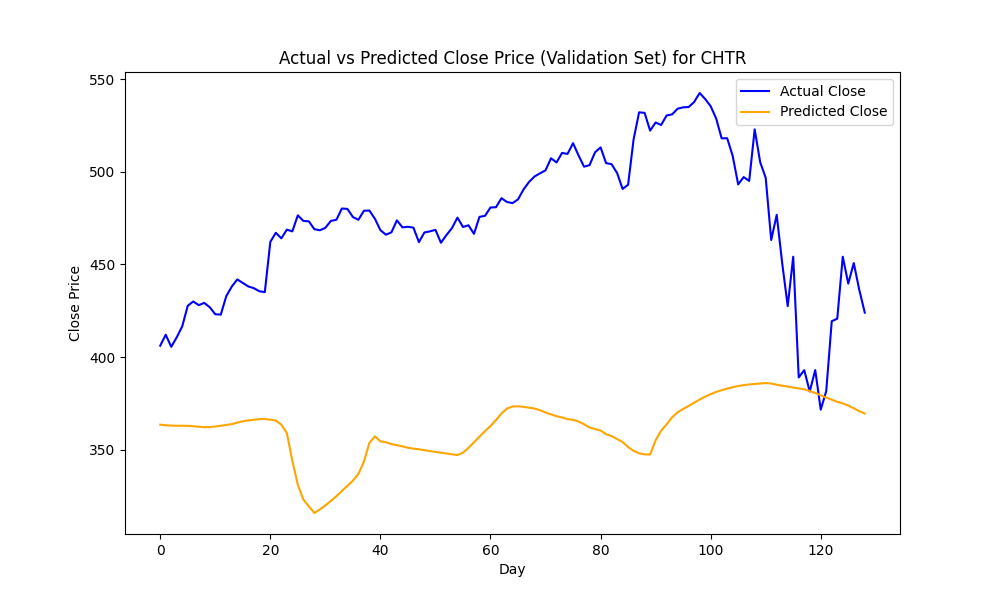 Actual vs Predicted Close Price (Validation Set) for CHTR
Actual Close
Predicted Close
Close Price
550
500
450
400
350
0 20 40 60 80 100 120
Day